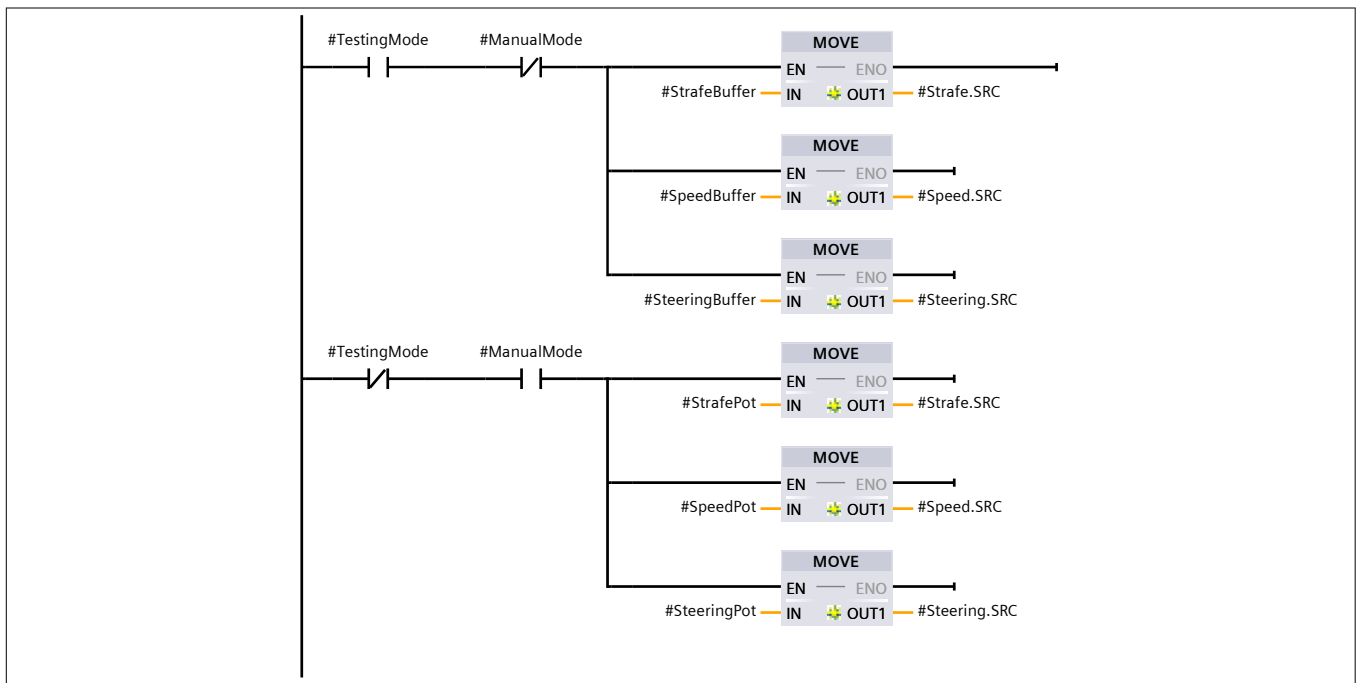 #TestingMode #ManualMode MOVE
EN ENO
#StrafeBuffer IN OUT1 #Strafe.SRC
MOVE
EN ENO
#SpeedBuffer IN OUT1 #Speed.SRC
MOVE
EN ENO
#SteeringBuffer IN OUT1 #Steering.SRC
#TestingMode #ManualMode MOVE
EN ENO
#StrafePot IN OUT1 #Strafe.SRC
MOVE
EN ENO
#SpeedPot IN OUT1 #Speed.SRC
MOVE
EN ENO
#SteeringPot IN OUT1 #Steering.SRC